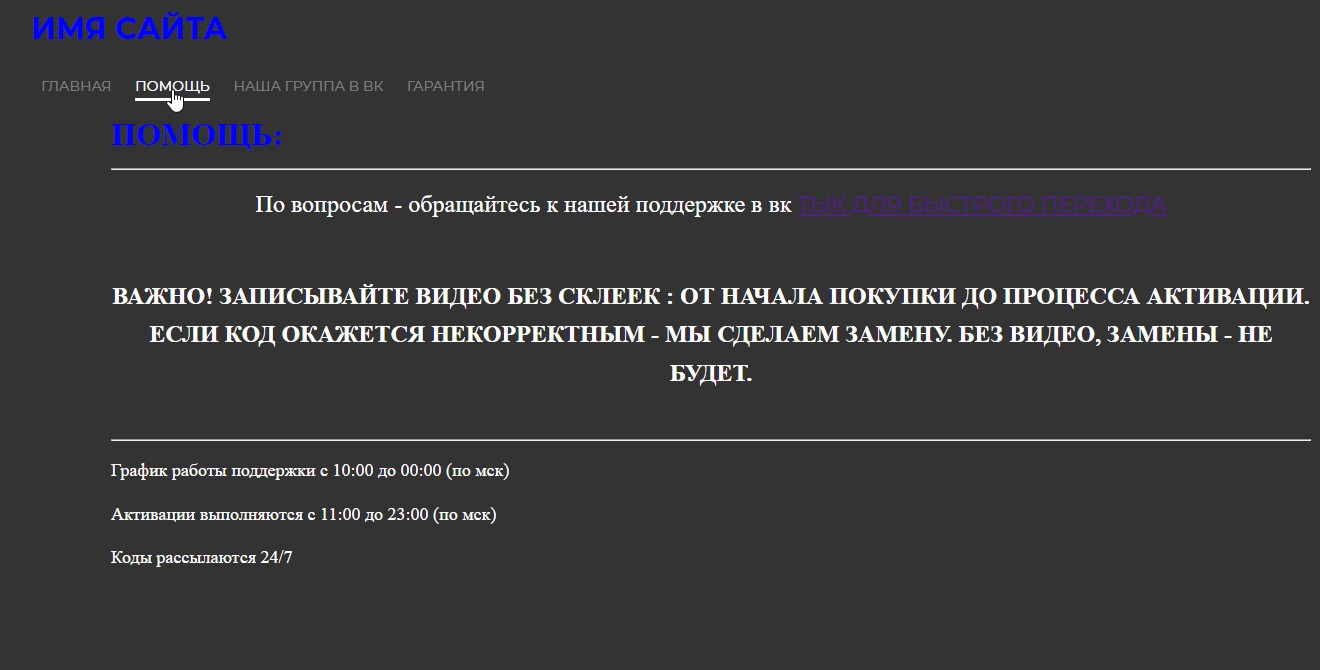 ИМЯ САЙТА
ГЛАВНАЯ ПОМОЩЬ НАША ГРУППА В ВК ГАРАНТИЯ
ПОМОЩЬ:
По вопросам - обращайтесь к нашей поддержке в вк ТЫК ДЛЯ БЫСТРОГО ПЕРЕХОДА
ВАЖНО! ЗАПИСЫВАЙТЕ ВИДЕО БЕЗ СКЛЕЕК : ОТ НАЧАЛА ПОКУПКИ ДО ПРОЦЕССА АКТИВАЦИИ.
ЕСЛИ КОД ОКАЖЕТСЯ НЕКОРРЕКТНЫМ - МЫ СДЕЛАЕМ ЗАМЕНУ. БЕЗ ВИДЕО, ЗАМЕНЫ - НЕ
БУДЕТ.
График работы поддержки с 10:00 до 00:00 (по мск)
Активации выполняются с 11:00 до 23:00 (по мск)
Коды рассылаются 24/7